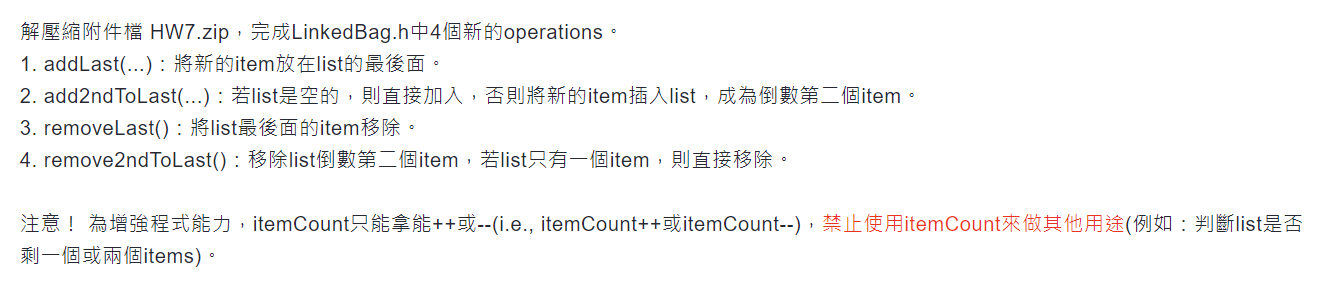 解壓縮附件檔 HW7.zip，完成LinkedBag.h中4個新的operations。
1. addLast(...)：將新的item放在list的最後面。
2. add2ndToLast(...)：若list是空的，則直接加入，否則將新的item插入list，成為倒數第二個item。
3. removeLast()：將list最後面的item移除。
4. remove2ndToLast()：移除list倒數第二個item，若list只有一個item，則直接移除。
注意！ 為增強程式能力，itemCount只能拿能++或--(i.e., itemCount++或itemCount--)，禁止使用itemCount來做其他用途(例如：判斷list是否
剩一個或兩個items)。